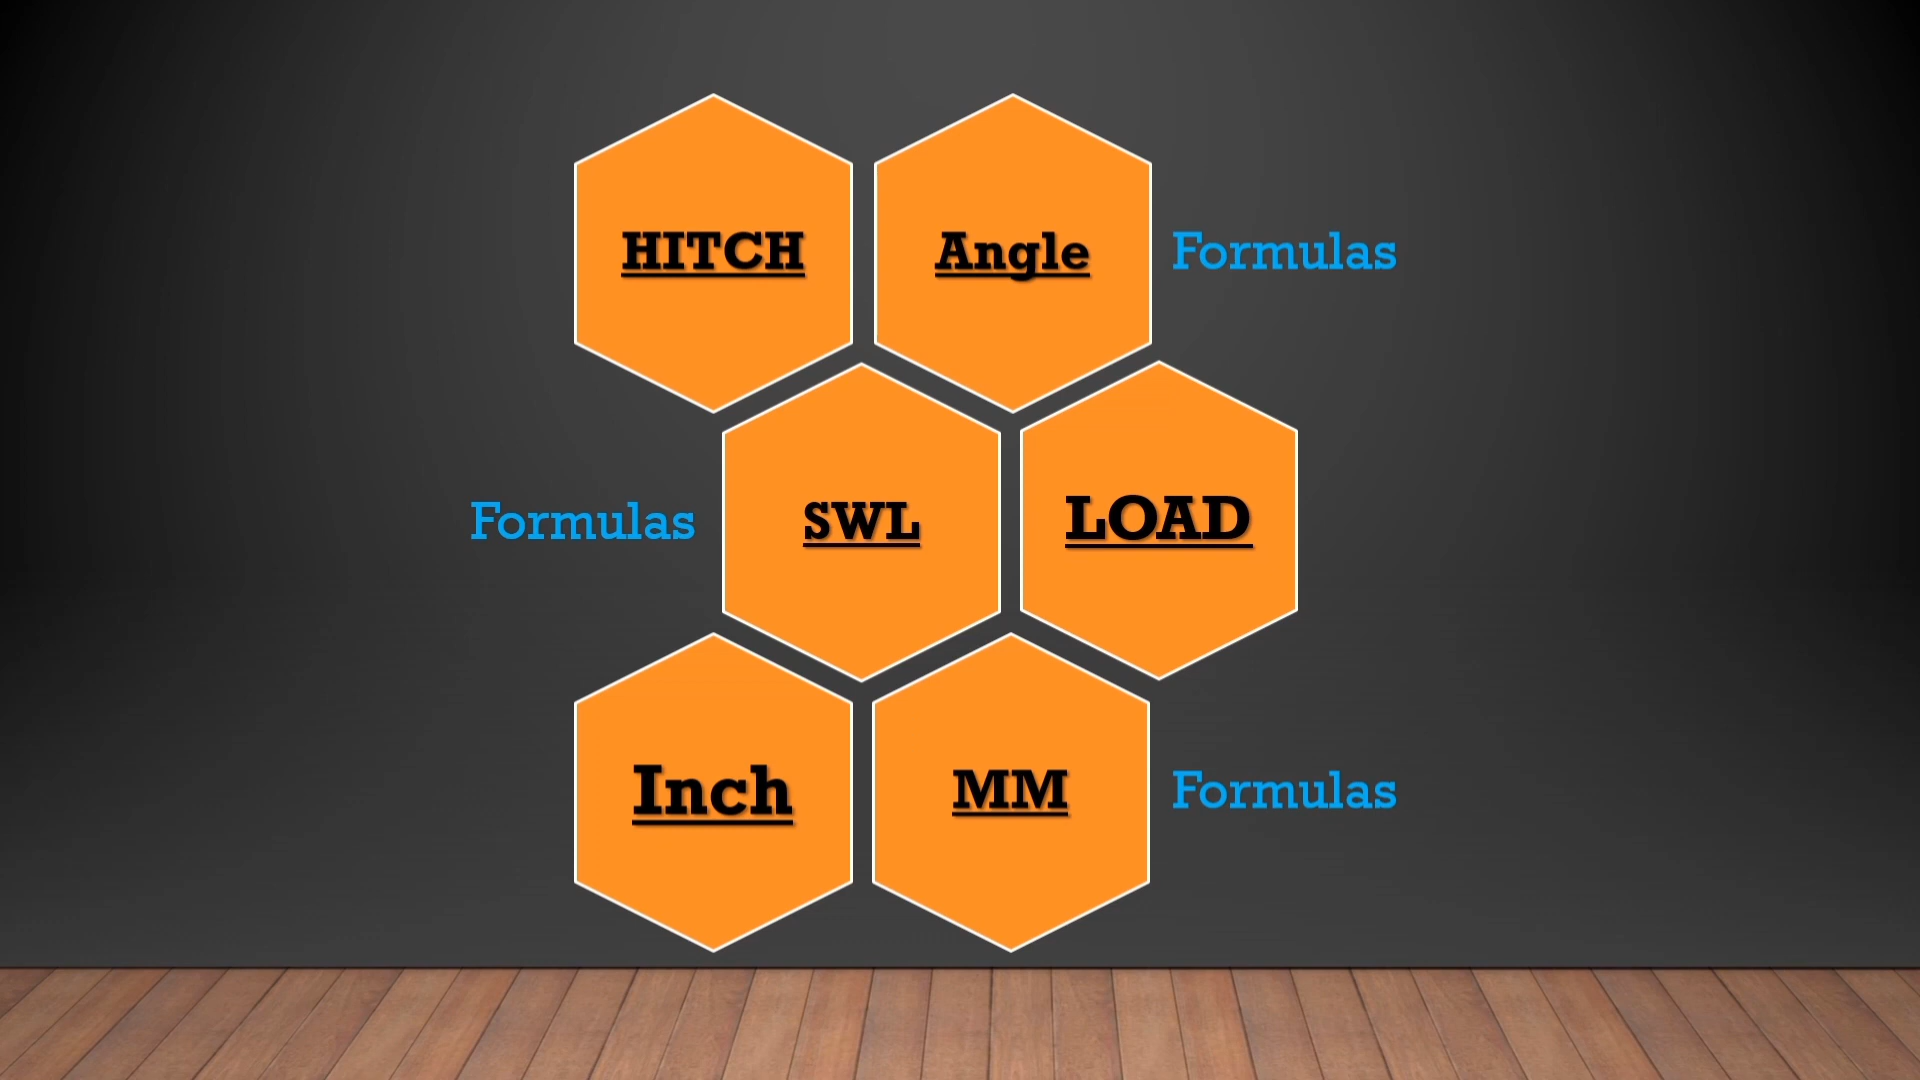 HITCH
Angle
Formulas
Formulas
SWL
LOAD
Inch
MM
Formulas